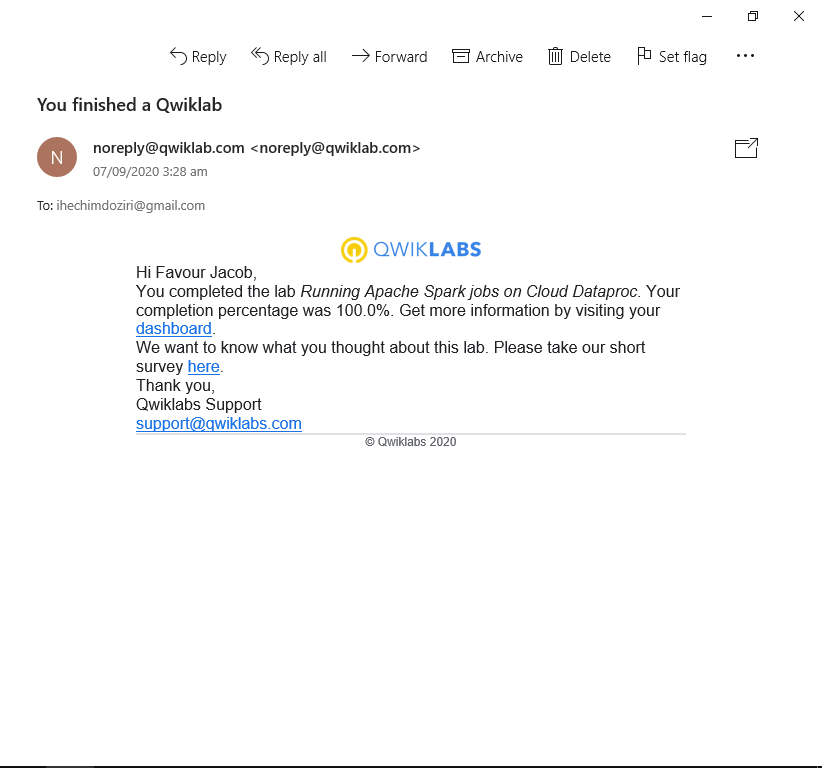 Reply Reply all Forward Archive Delete Set flag
You finished a Qwiklab
N
noreply@qwiklab.com <noreply@qwiklab.com>
07/09/2020 3:28 am
To: ihechimdoziri@gmail.com
QWIKLABS
Hi Favour Jacob,
You completed the lab Running Apache Spark jobs on Cloud Dataproc. Your
completion percentage was 100.0%. Get more information by visiting your
dashboard.
We want to know what you thought about this lab. Please take our short
survey here.
Thank you,
Qwiklabs Support
support@qwiklabs.com
© Qwiklabs 2020